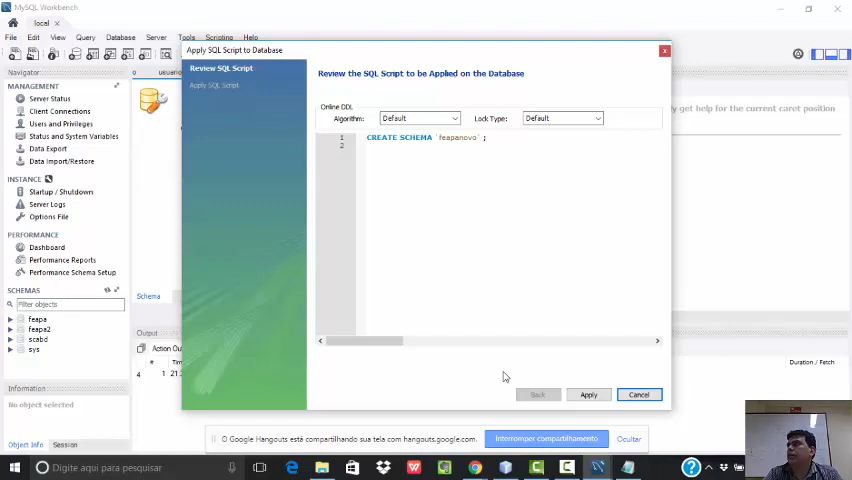 MySQL Workbench
local
File Edit View Query Database Server Tools Scripting Help
Navigator
MANAGEMENT
Server Status
Client Connections
Users and Privileges
Status and System Variables
Data Export
Data Import/Restore
INSTANCE
Startup / Shutdown
Server Logs
Options File
PERFORMANCE
Dashboard
Performance Reports
Performance Schema Setup
SCHEMAS
Filter objects
feapa
feapa2
scabd
sys
Information
No object selected
Object Info Session
Schema
Output
Action Ou
# Ti
4 1 21:
Apply SQL Script to Database
Review SQL Script
Apply SQL Script
Review the SQL Script to be Applied on the Database
Online DDL
Algorithm: Default Lock Type: Default
1 CREATE SCHEMA `feapanovo` ;
2
Back Apply Cancel
ly get help for the current caret position
Duration / Fetch
O Google Hangouts está compartilhando sua tela com hangouts.google.com.
Interromper compartilhamento
Ocultar
Digite aqui para pesquisar